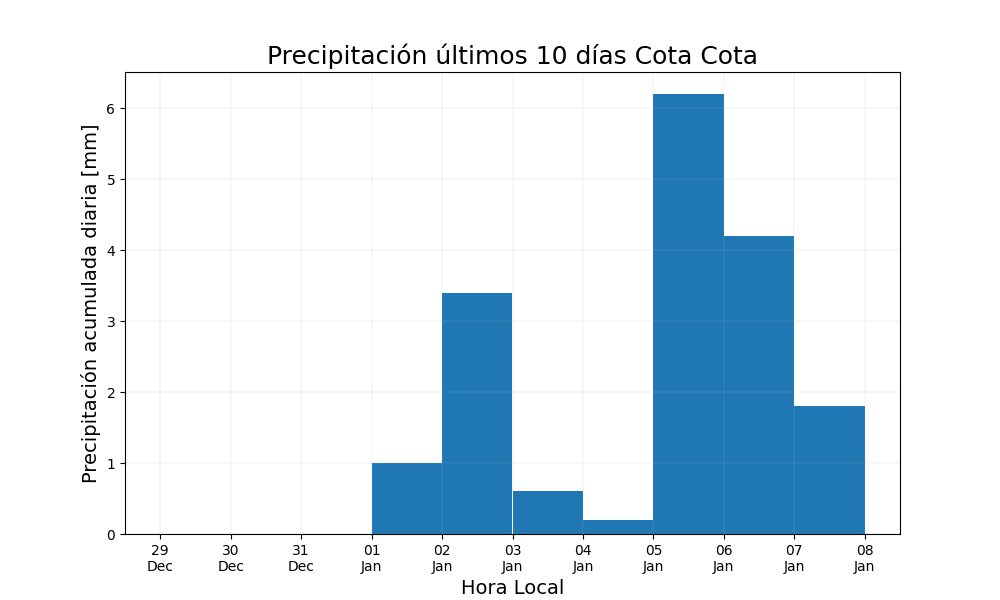 Precipitación últimos 10 días Cota Cota
Precipitación acumulada diaria [mm]
6
5
4
3
2
1
0
29 30 31 01 02 03 04 05 06 07 08
Dec Dec Dec Jan Jan Jan Jan Jan Jan Jan Jan
Hora Local